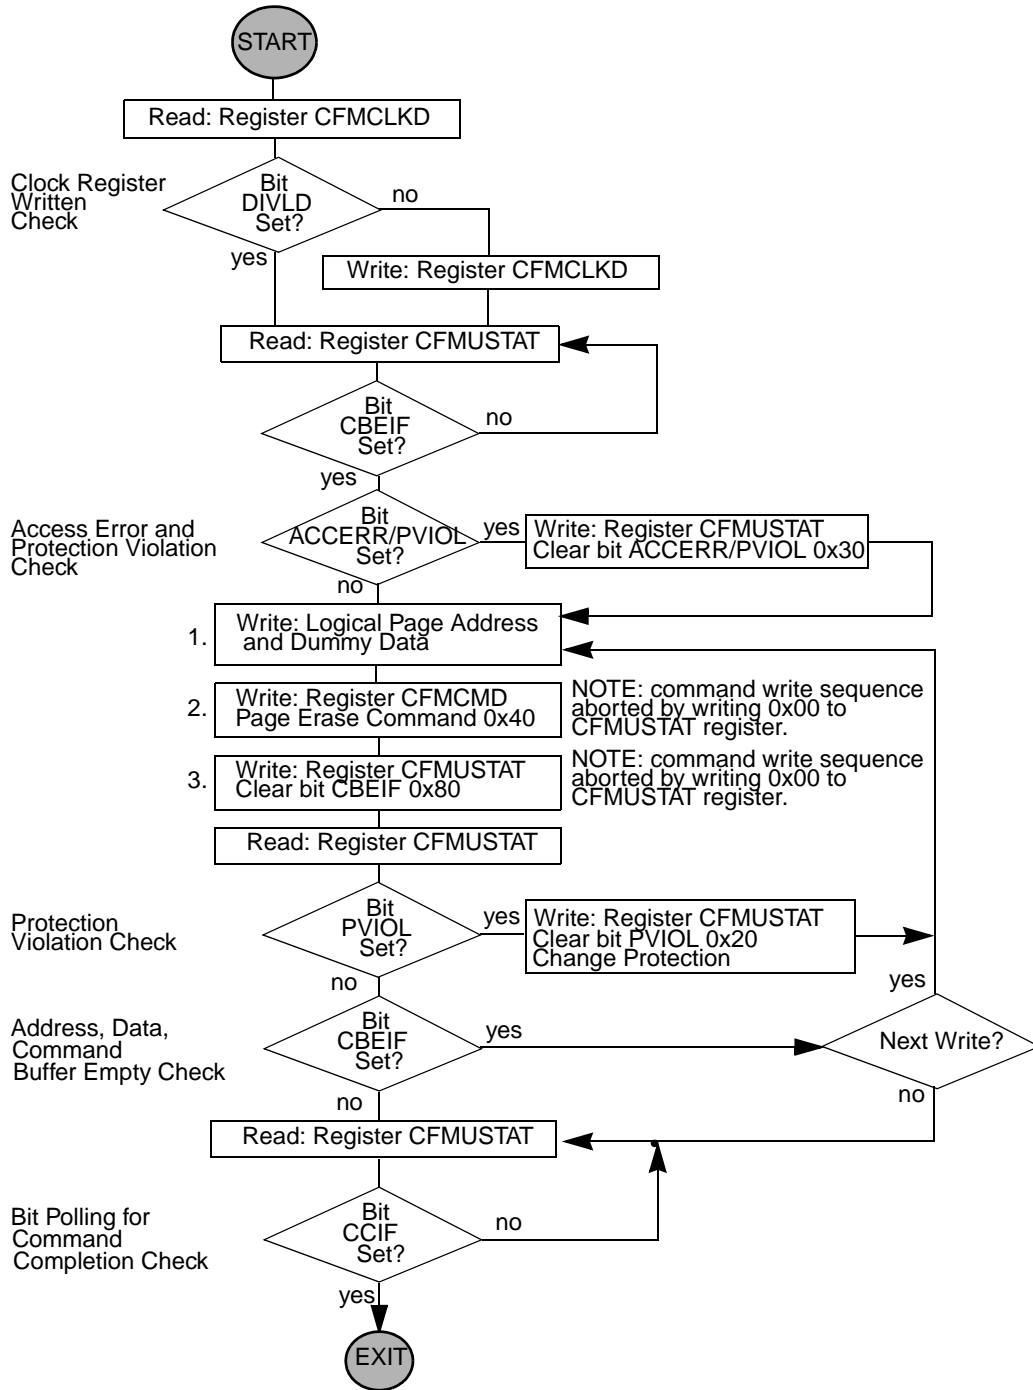 START
Read: Register CFMCLKD
Clock Register
Written
Check
Bit
DIVLD
Set?
no
yes
Write: Register CFMCLKD
Read: Register CFMUSTAT
Bit
CBEIF
Set?
no
yes
Access Error and
Protection Violation
Check
Bit
ACCERR/PVIOL
Set?
yes
Write: Register CFMUSTAT
Clear bit ACCERR/PVIOL 0x30
no
1.
Write: Logical Page Address
and Dummy Data
2.
Write: Register CFMCMD
Page Erase Command 0x40
NOTE: command write sequence
aborted by writing 0x00 to
CFMUSTAT register.
3.
Write: Register CFMUSTAT
Clear bit CBEIF 0x80
NOTE: command write sequence
aborted by writing 0x00 to
CFMUSTAT register.
Read: Register CFMUSTAT
Protection
Violation Check
Bit
PVIOL
Set?
yes
Write: Register CFMUSTAT
Clear bit PVIOL 0x20
Change Protection
no
yes
Address, Data,
Command
Buffer Empty Check
Bit
CBEIF
Set?
yes
Next Write?
no
no
Read: Register CFMUSTAT
Bit Polling for
Command
Completion Check
Bit
CCIF
Set?
no
yes
EXIT